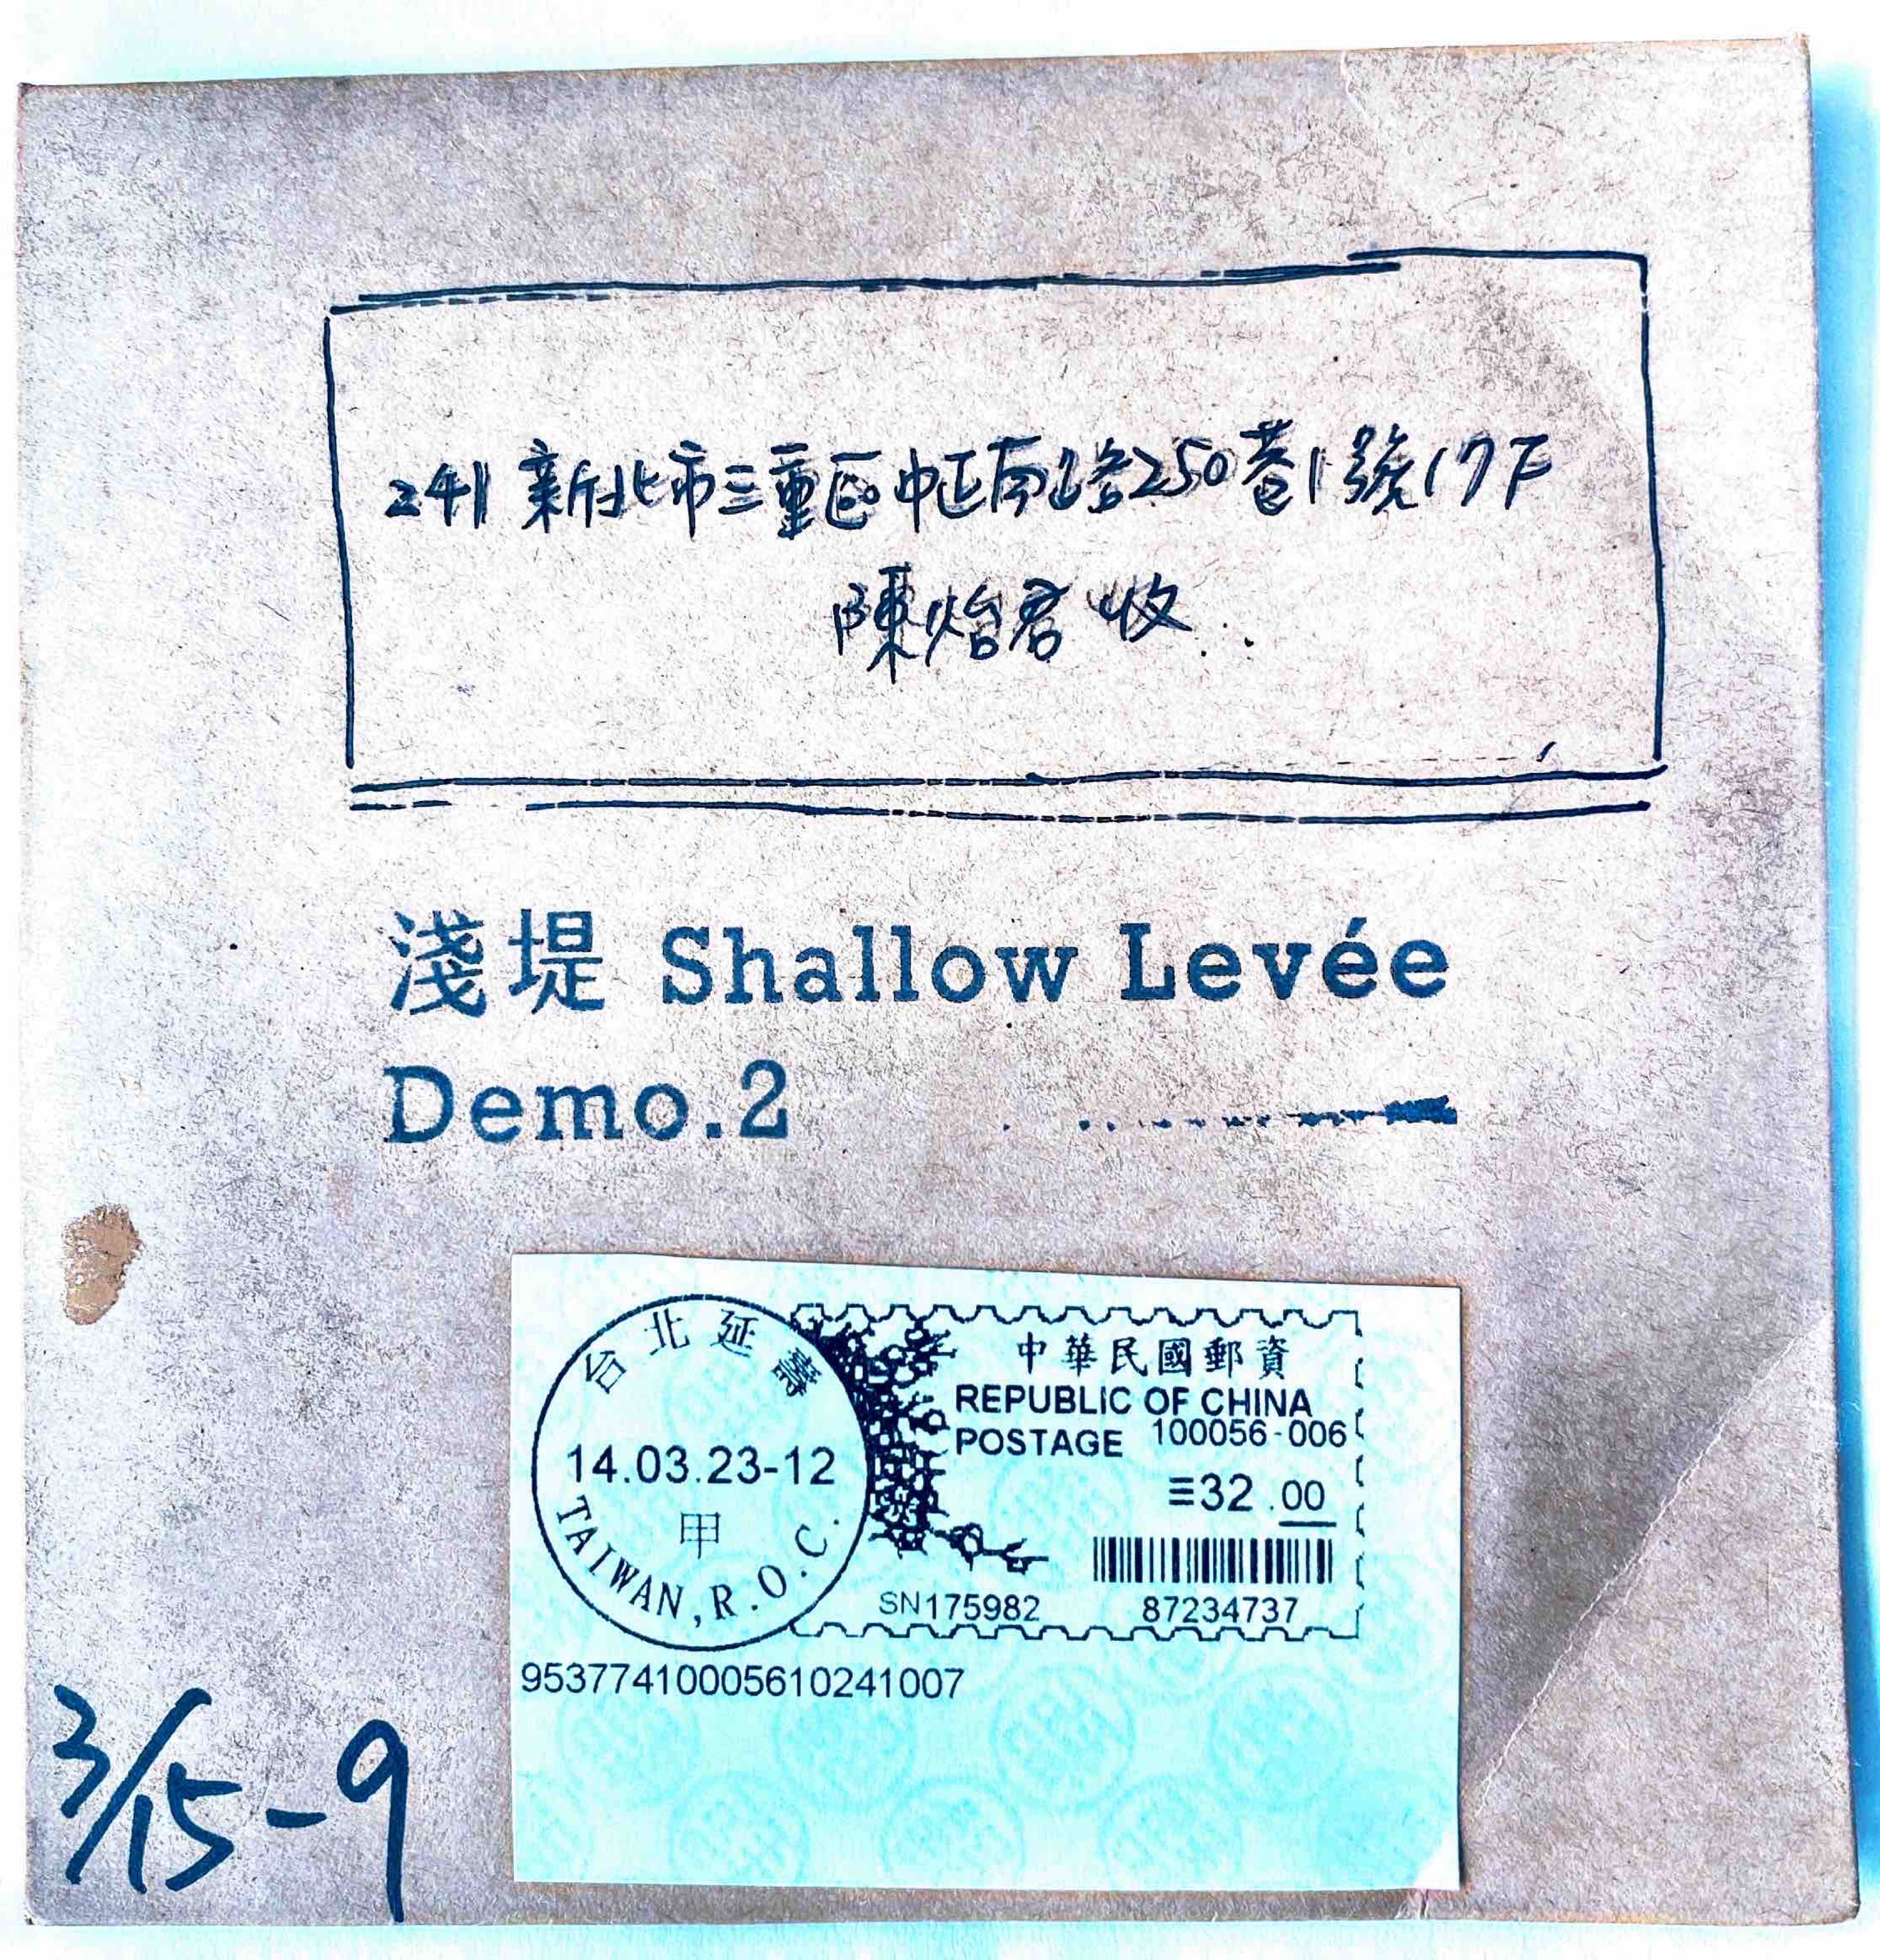 241 新北市三重區中正南路250巷1號17F
陳怡君 收
淺堤 Shallow Levée
Demo.2
台北延壽
14.03.23-12
甲
TAIWAN, R.O.C.
中華民國郵資
REPUBLIC OF CHINA
POSTAGE 100056-006
≡32.00
SN175982 87234737
95377410005610241007
3/15-9